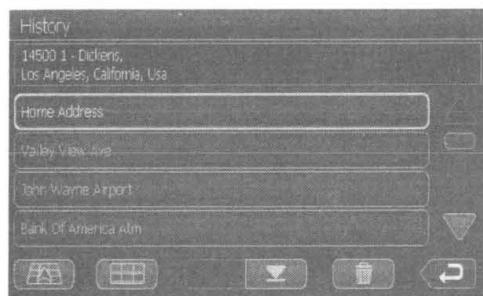 History
14500 1 - Dickens,
Los Angeles, California, Usa
Home Address
Valley View Ave
John Wayne Airport
Bank Of America Atm